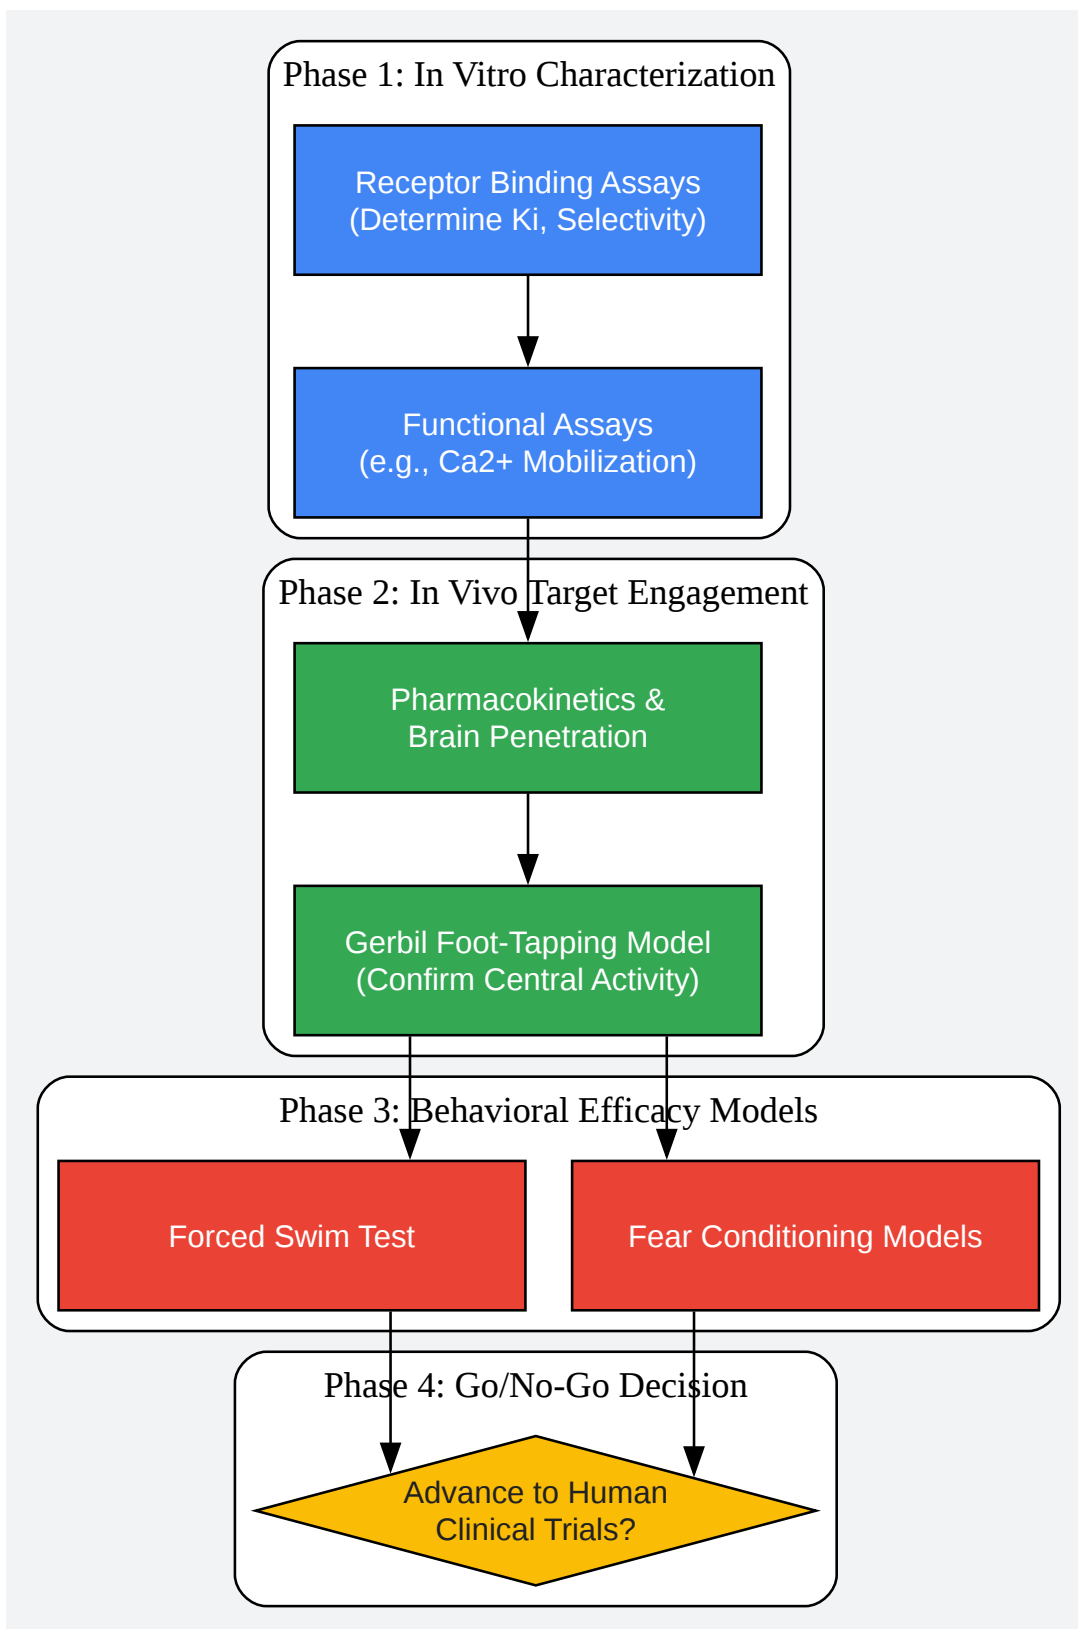 Phase 1: In Vitro Characterization
Receptor Binding Assays
(Determine Ki, Selectivity)
Functional Assays
(e.g., Ca2+ Mobilization)
Phase 2: In Vivo Target Engagement
Pharmacokinetics &
Brain Penetration
Gerbil Foot-Tapping Model
(Confirm Central Activity)
Phase 3: Behavioral Efficacy Models
Forced Swim Test
Fear Conditioning Models
Phase 4: Go/No-Go Decision
Advance to Human
Clinical Trials?